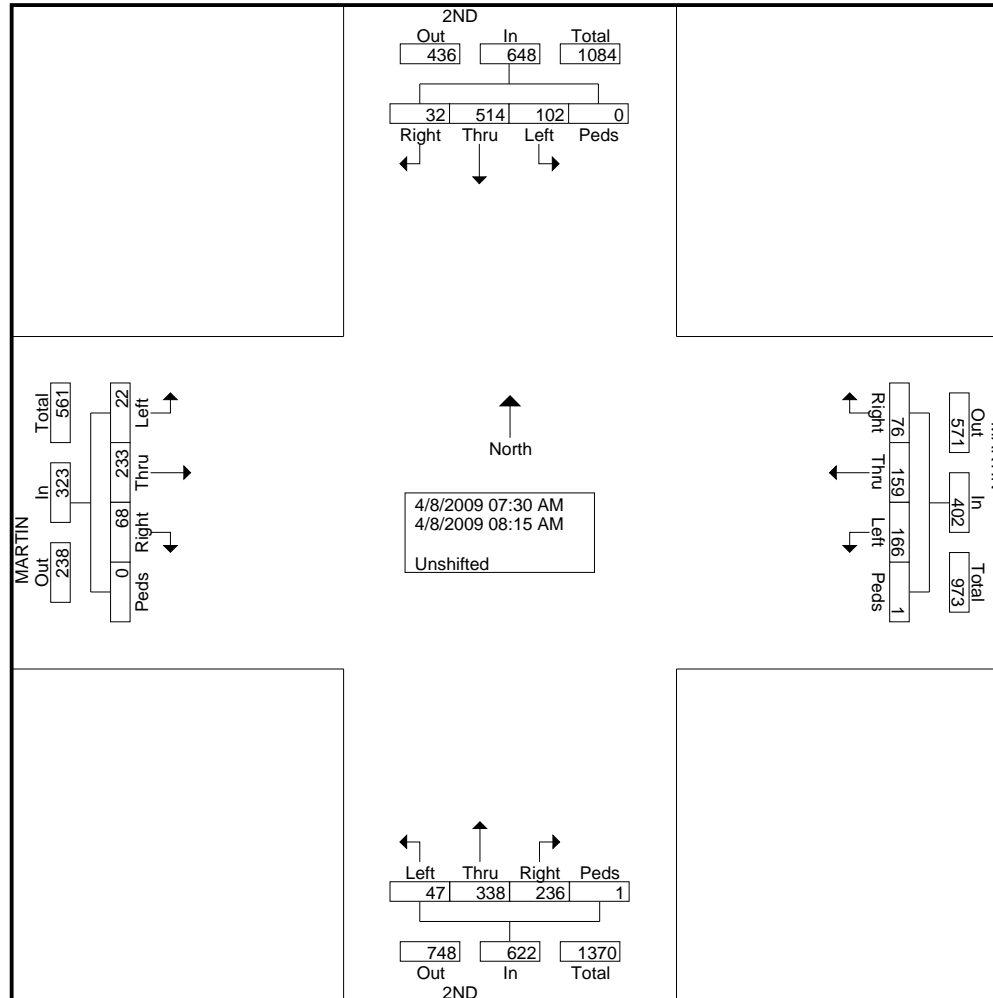 2ND
Out In Total
436 648 1084
32 514 102 0
Right Thru Left Peds
Total In Out
561 323 238
MARTIN
22 233 68 0
Left Thru Right Peds
North
4/8/2009 07:30 AM
4/8/2009 08:15 AM
Unshifted
Right Thru Left Peds
76 159 166 1
Out In Total
571 402 973
Left Thru Right Peds
47 338 236 1
748 622 1370
Out In Total
2ND